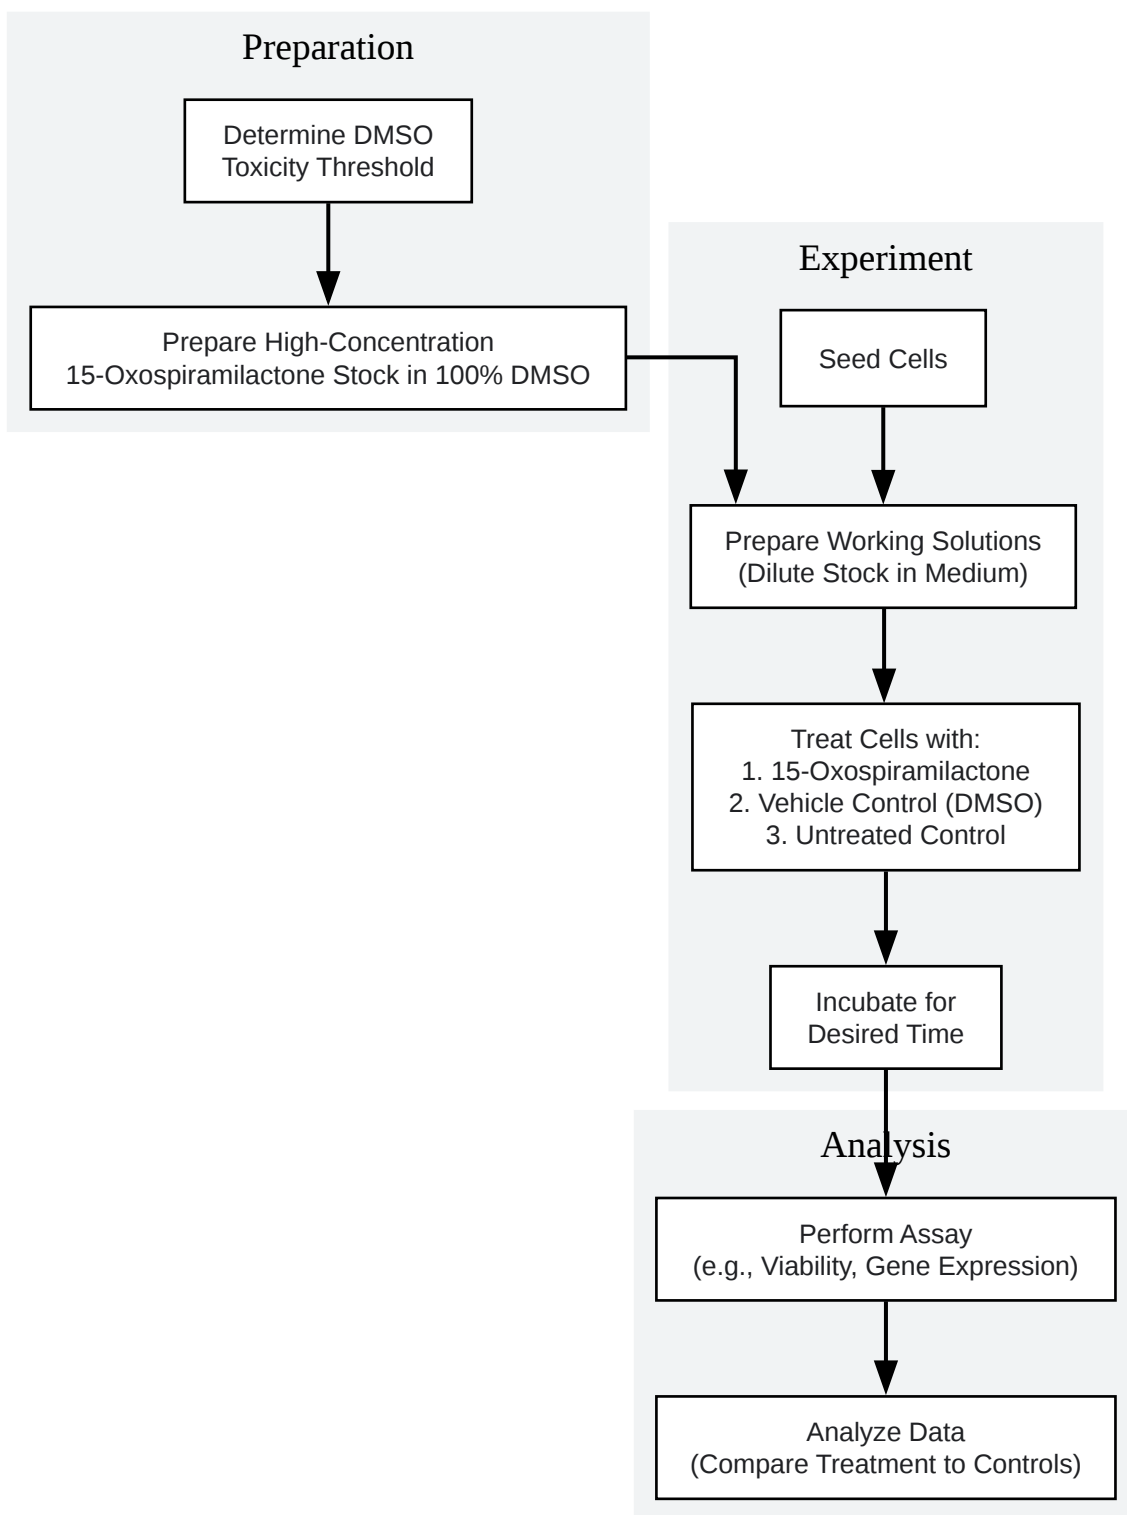 Preparation
Determine DMSO
Toxicity Threshold
Prepare High-Concentration
15-Oxospiramilactone Stock in 100% DMSO
Experiment
Seed Cells
Prepare Working Solutions
(Dilute Stock in Medium)
Treat Cells with:
1. 15-Oxospiramilactone
2. Vehicle Control (DMSO)
3. Untreated Control
Incubate for
Desired Time
Analysis
Perform Assay
(e.g., Viability, Gene Expression)
Analyze Data
(Compare Treatment to Controls)